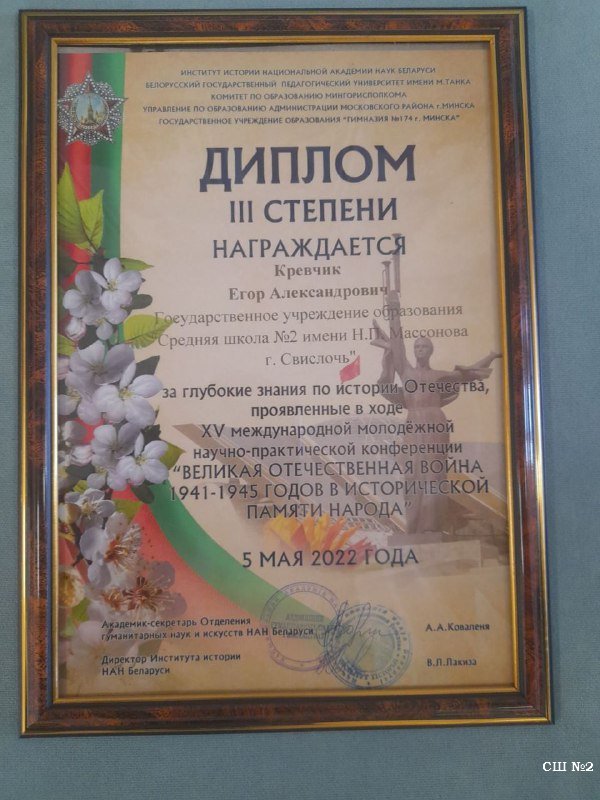 ИНСТИТУТ ИСТОРИИ НАЦИОНАЛЬНОЙ АКАДЕМИИ НАУК БЕЛАРУСИ
БЕЛОРУССКИЙ ГОСУДАРСТВЕННЫЙ ПЕДАГОГИЧЕСКИЙ УНИВЕРСИТЕТ ИМЕНИ М.ТАНКА
КОМИТЕТ ПО ОБРАЗОВАНИЮ МИНГОРИСПОЛКОМА
УПРАВЛЕНИЕ ПО ОБРАЗОВАНИЮ АДМИНИСТРАЦИИ МОСКОВСКОГО РАЙОНА г.МИНСКА
ГОСУДАРСТВЕННОЕ УЧРЕЖДЕНИЕ ОБРАЗОВАНИЯ "ГИМНАЗИЯ №174 г. МИНСКА"
ДИПЛОМ
III СТЕПЕНИ
НАГРАЖДАЕТСЯ
Кревчик
Егор Александрович
Государственное учреждение образования
Средняя школа №2 имени Н.П. Массонова
г. Свислочь"
за глубокие знания по истории Отечества,
проявленные в ходе
XV международной молодёжной
научно-практической конференции
"ВЕЛИКАЯ ОТЕЧЕСТВЕННАЯ ВОЙНА
1941-1945 ГОДОВ В ИСТОРИЧЕСКОЙ
ПАМЯТИ НАРОДА"
5 МАЯ 2022 ГОДА
Академик-секретарь Отделения
гуманитарных наук и искусств НАН Беларуси
А.А.Коваленя
Директор Института истории
НАН Беларуси
В.Л.Лакиза
СШ №2